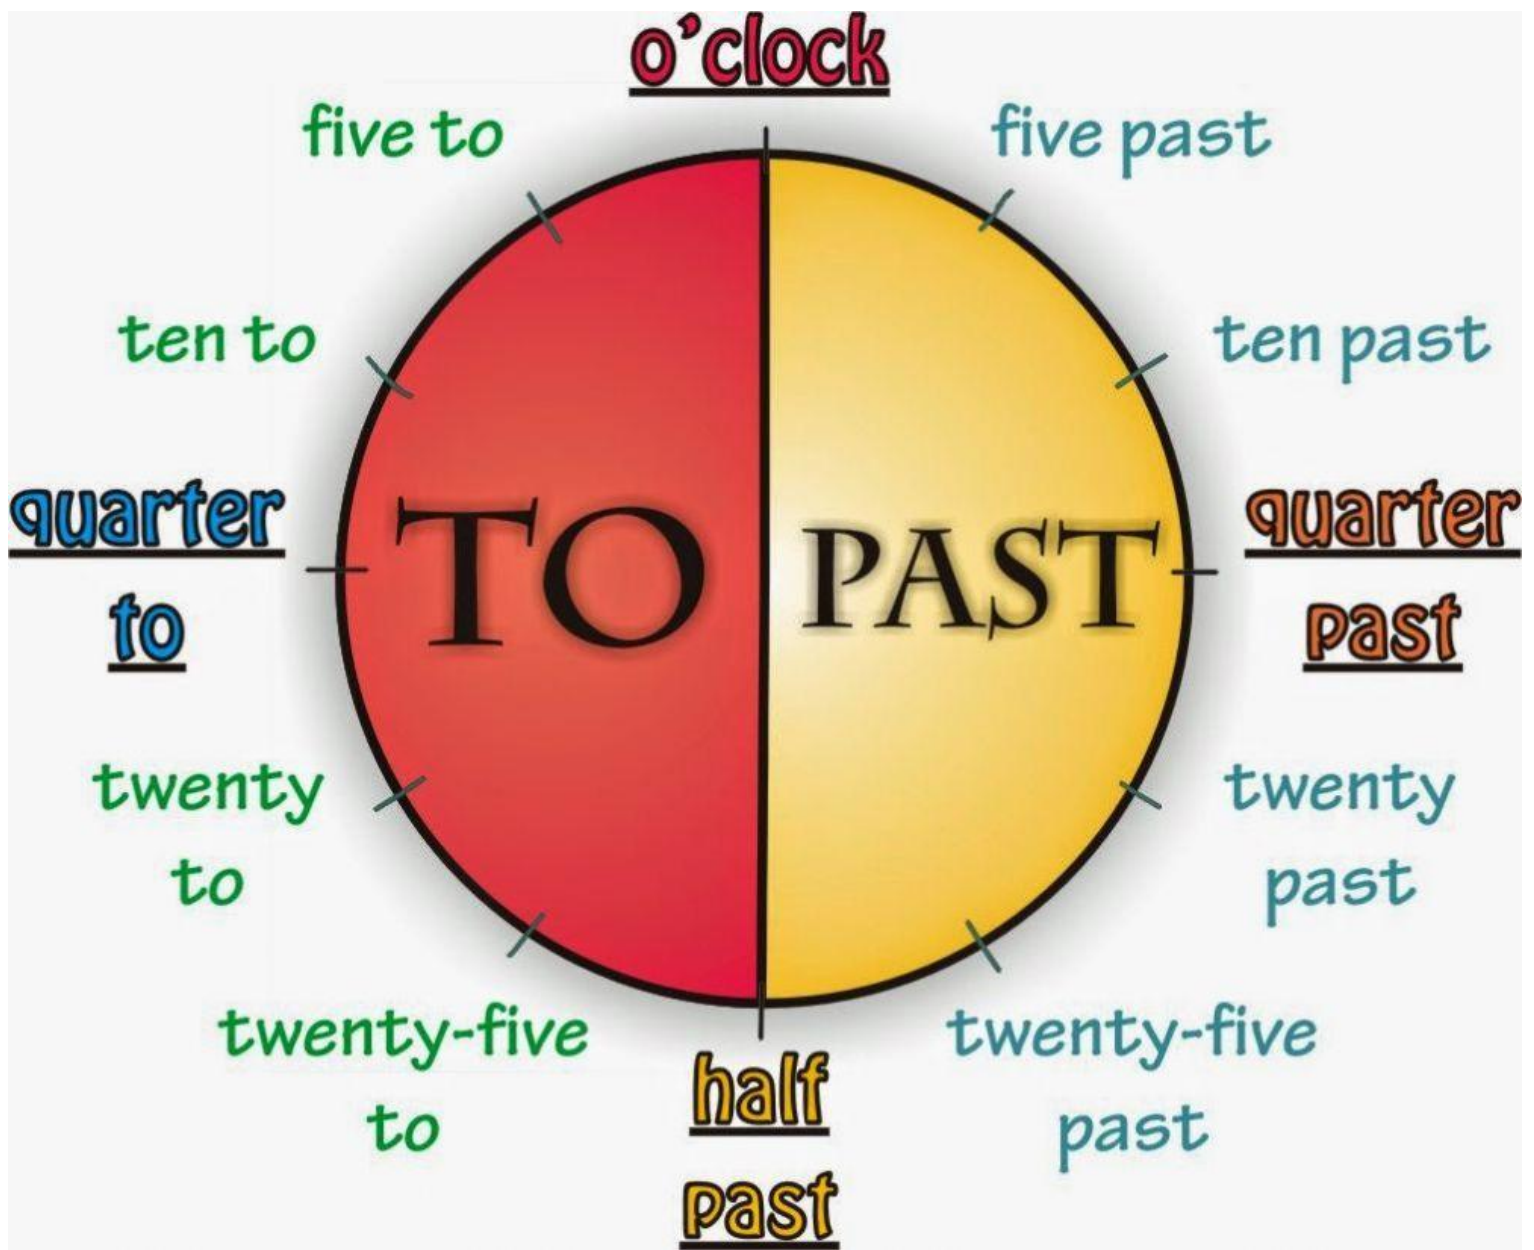 o'clock
five to
five past
ten to
ten past
quarter
to
TO
PAST
quarter
past
twenty
to
twenty
past
twenty-five
to
half
past
twenty-five
past